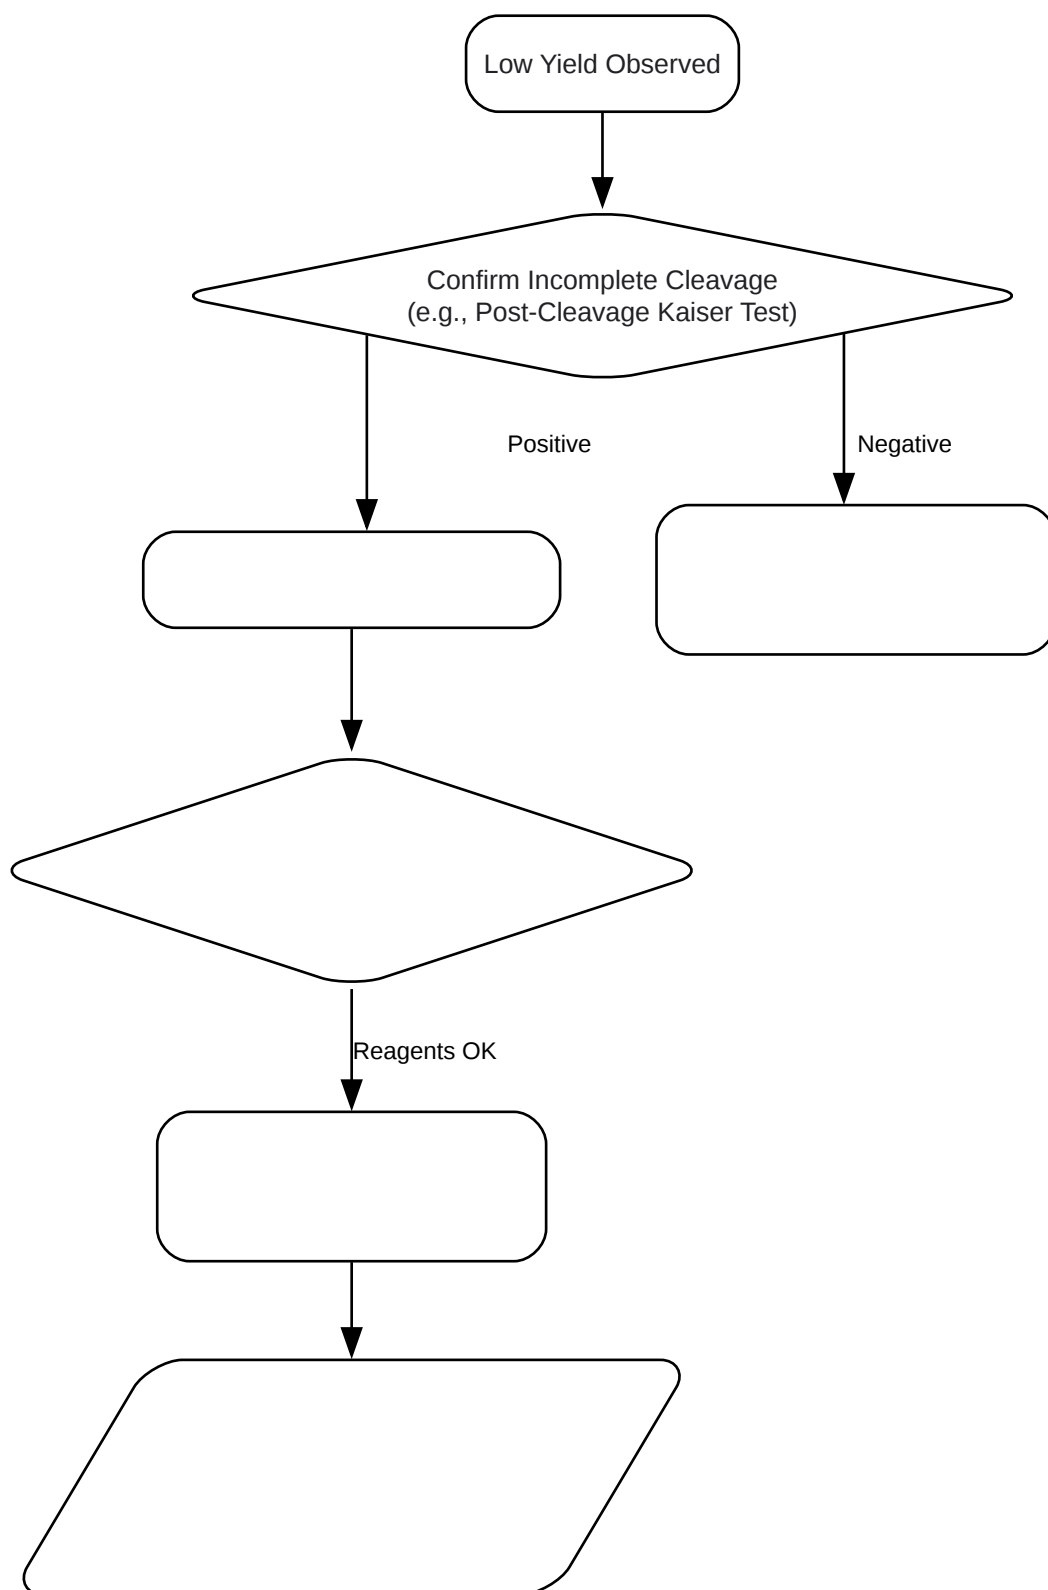 Low Yield Observed
Confirm Incomplete Cleavage
(e.g., Post-Cleavage Kaiser Test)
Positive
Negative
Reagents OK